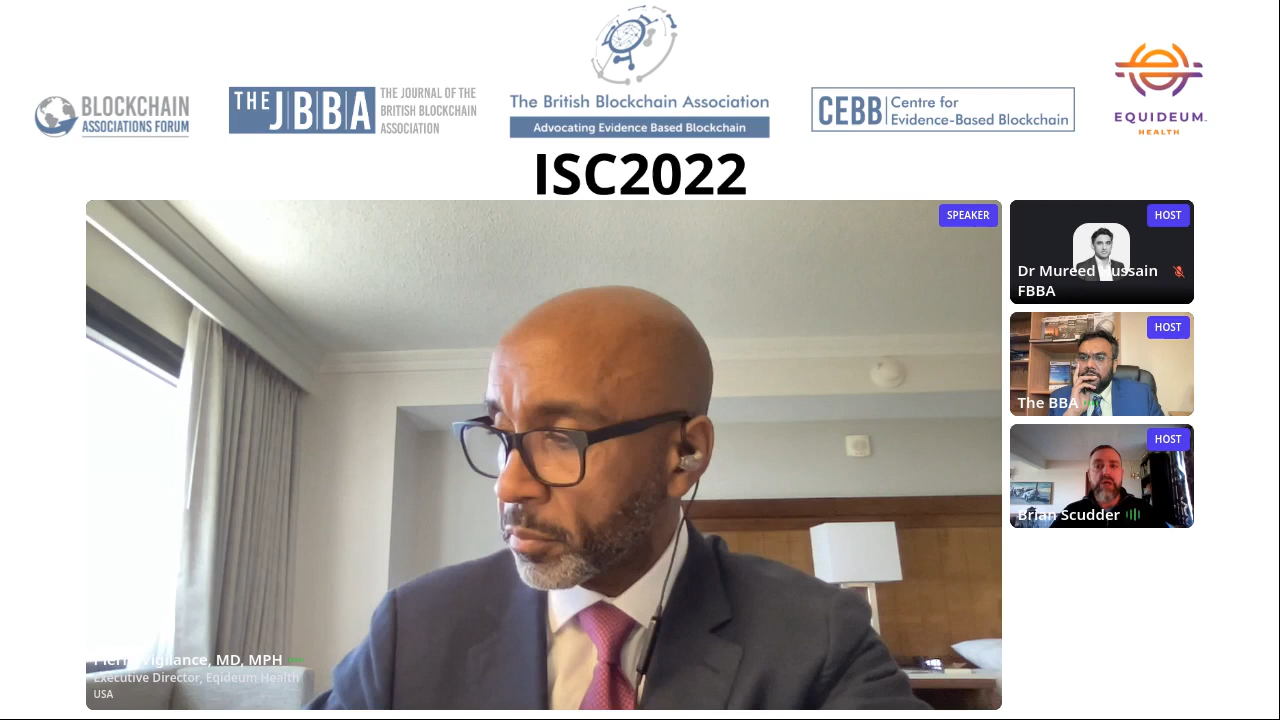 BLOCKCHAIN
ASSOCIATIONS FORUM
THE JBBA
THE JOURNAL OF THE
BRITISH BLOCKCHAIN
ASSOCIATION
The British Blockchain Association
Advocating Evidence Based Blockchain
CEBB
Centre for
Evidence-Based Blockchain
EQUIDEUM
HEALTH
ISC2022
SPEAKER
Vigilance, MD, MPH
Executive Director, Eqideum Health
USA
HOST
Dr Mureed Hussain
FBBA
HOST
The BBA
HOST
Brian Scudder